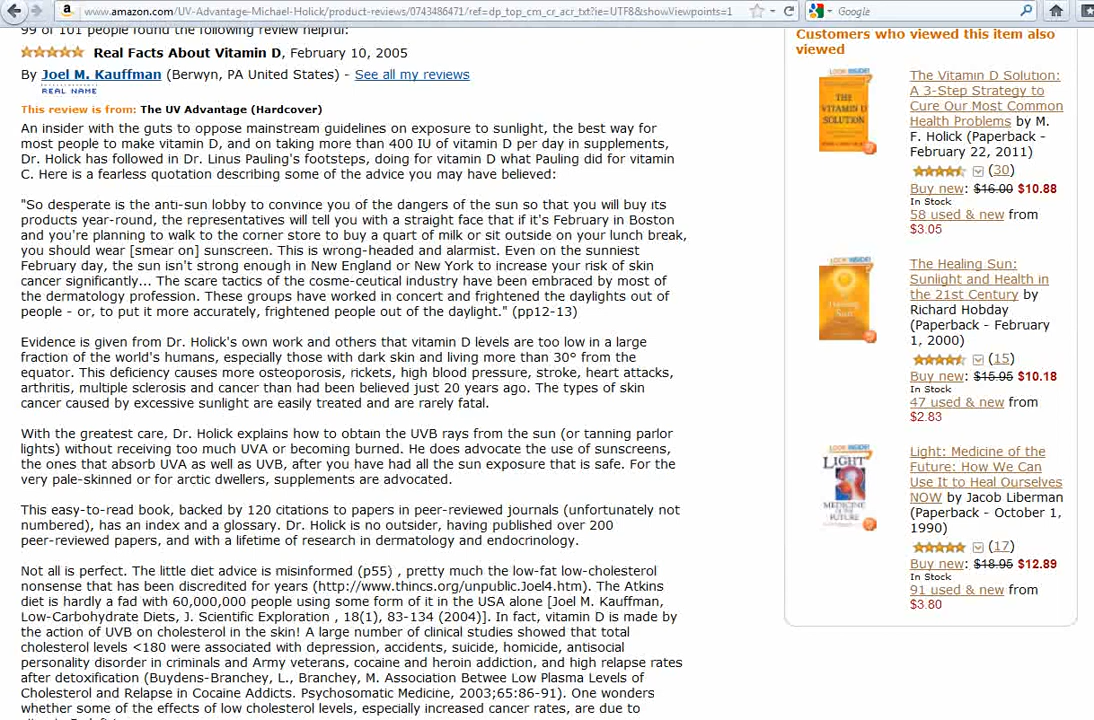 www.amazon.com/UV-Advantage-Michael-Holick/product-reviews/0743486471/ref=dp_top_cm_cr_acr_txt?ie=UTF8&showViewpoints=1
Google
99 of 101 people found the following review helpful:
Real Facts About Vitamin D, February 10, 2005
By Joel M. Kauffman (Berwyn, PA United States) - See all my reviews
REAL NAME
This review is from: The UV Advantage (Hardcover)
An insider with the guts to oppose mainstream guidelines on exposure to sunlight, the best way for
most people to make vitamin D, and on taking more than 400 IU of vitamin D per day in supplements,
Dr. Holick has followed in Dr. Linus Pauling's footsteps, doing for vitamin D what Pauling did for vitamin
C. Here is a fearless quotation describing some of the advice you may have believed:
"So desperate is the anti-sun lobby to convince you of the dangers of the sun so that you will buy its
products year-round, the representatives will tell you with a straight face that if it's February in Boston
and you're planning to walk to the corner store to buy a quart of milk or sit outside on your lunch break,
you should wear [smear on] sunscreen. This is wrong-headed and alarmist. Even on the sunniest
February day, the sun isn't strong enough in New England or New York to increase your risk of skin
cancer significantly... The scare tactics of the cosme-ceutical industry have been embraced by most of
the dermatology profession. These groups have worked in concert and frightened the daylights out of
people - or, to put it more accurately, frightened people out of the daylight." (pp12-13)
Evidence is given from Dr. Holick's own work and others that vitamin D levels are too low in a large
fraction of the world's humans, especially those with dark skin and living more than 30° from the
equator. This deficiency causes more osteoporosis, rickets, high blood pressure, stroke, heart attacks,
arthritis, multiple sclerosis and cancer than had been believed just 20 years ago. The types of skin
cancer caused by excessive sunlight are easily treated and are rarely fatal.
With the greatest care, Dr. Holick explains how to obtain the UVB rays from the sun (or tanning parlor
lights) without receiving too much UVA or becoming burned. He does advocate the use of sunscreens,
the ones that absorb UVA as well as UVB, after you have had all the sun exposure that is safe. For the
very pale-skinned or for arctic dwellers, supplements are advocated.
This easy-to-read book, backed by 120 citations to papers in peer-reviewed journals (unfortunately not
numbered), has an index and a glossary. Dr. Holick is no outsider, having published over 200
peer-reviewed papers, and with a lifetime of research in dermatology and endocrinology.
Not all is perfect. The little diet advice is misinformed (p55) , pretty much the low-fat low-cholesterol
nonsense that has been discredited for years (http://www.thincs.org/unpublic.Joel4.htm). The Atkins
diet is hardly a fad with 60,000,000 people using some form of it in the USA alone [Joel M. Kauffman,
Low-Carbohydrate Diets, J. Scientific Exploration , 18(1), 83-134 (2004)]. In fact, vitamin D is made by
the action of UVB on cholesterol in the skin! A large number of clinical studies showed that total
cholesterol levels <180 were associated with depression, accidents, suicide, homicide, antisocial
personality disorder in criminals and Army veterans, cocaine and heroin addiction, and high relapse rates
after detoxification (Buydens-Branchey, L., Branchey, M. Association Betwee Low Plasma Levels of
Cholesterol and Relapse in Cocaine Addicts. Psychosomatic Medicine, 2003;65:86-91). One wonders
whether some of the effects of low cholesterol levels, especially increased cancer rates, are due to
Customers who viewed this item also
viewed
LOOK INSIDE!
THE
VITAMIN D
SOLUTION
The Vitamin D Solution:
A 3-Step Strategy to
Cure Our Most Common
Health Problems by M.
F. Holick (Paperback -
February 22, 2011)
(30)
Buy new: $16.00 $10.88
In Stock
58 used & new from
$3.05
LOOK INSIDE!
The Healing Sun:
Sunlight and Health in
the 21st Century by
Richard Hobday
(Paperback - February
1, 2000)
(15)
Buy new: $15.95 $10.18
In Stock
47 used & new from
$2.83
LOOK INSIDE!
LIGHT
MEDICINE
OF THE
FUTURE
Light: Medicine of the
Future: How We Can
Use It to Heal Ourselves
NOW by Jacob Liberman
(Paperback - October 1,
1990)
(17)
Buy new: $18.95 $12.89
In Stock
91 used & new from
$3.80